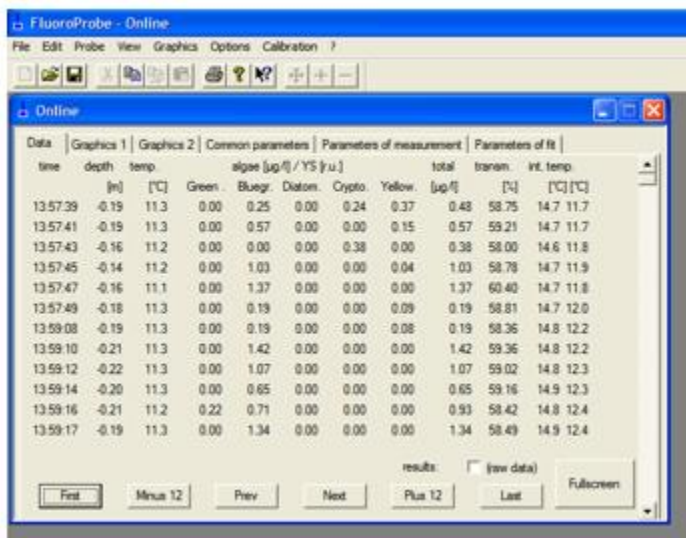 FluoroProbe - Online
File Edit Probe View Graphics Options Calibration ?
Online
Data Graphics 1 Graphics 2 Common parameters Parameters of measurement Parameters of fit
time depth temp. algae [µg/l] / YS [r.u.] total transm. int. temp.
[m] [°C] Green . Bluegr. Diatom. Crypto. Yellow. [µg/l] [%] [°C] [°C]
13:57:39 -0.19 11.3 0.00 0.25 0.00 0.24 0.37 0.48 58.75 14.7 11.7
13:57:41 -0.19 11.3 0.00 0.57 0.00 0.00 0.15 0.57 59.21 14.7 11.7
13:57:43 -0.16 11.2 0.00 0.00 0.00 0.38 0.00 0.38 58.00 14.6 11.8
13:57:45 -0.14 11.2 0.00 1.03 0.00 0.00 0.04 1.03 58.78 14.7 11.9
13:57:47 -0.16 11.1 0.00 1.37 0.00 0.00 0.00 1.37 60.40 14.7 11.8
13:57:49 -0.18 11.3 0.00 0.19 0.00 0.00 0.09 0.19 58.81 14.7 12.0
13:59:08 -0.19 11.3 0.00 0.19 0.00 0.00 0.08 0.19 58.36 14.8 12.2
13:59:10 -0.21 11.3 0.00 1.42 0.00 0.00 0.00 1.42 59.36 14.8 12.2
13:59:12 -0.22 11.3 0.00 1.07 0.00 0.00 0.00 1.07 59.02 14.8 12.3
13:59:14 -0.20 11.3 0.00 0.65 0.00 0.00 0.00 0.65 59.16 14.9 12.3
13:59:16 -0.21 11.2 0.22 0.71 0.00 0.00 0.00 0.93 58.42 14.8 12.4
13:59:17 -0.19 11.3 0.00 1.34 0.00 0.00 0.00 1.34 58.49 14.9 12.4
results: (raw data)
First Minus 12 Prev Next Plus 12 Last Fullscreen